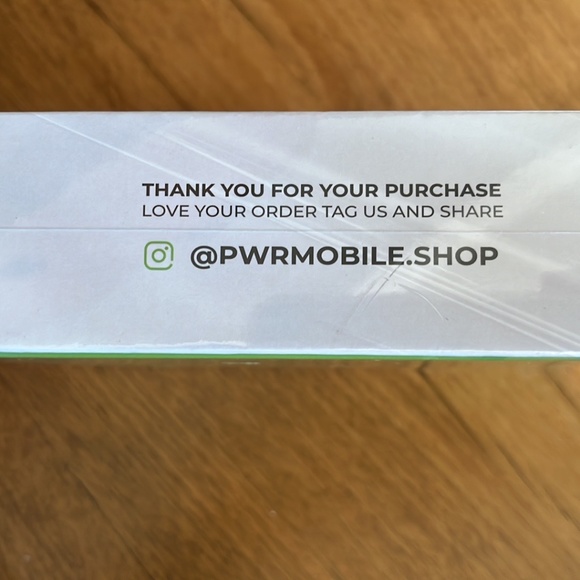 THANK YOU FOR YOUR PURCHASE
LOVE YOUR ORDER TAG US AND SHARE
@PWRMOBILE.SHOP